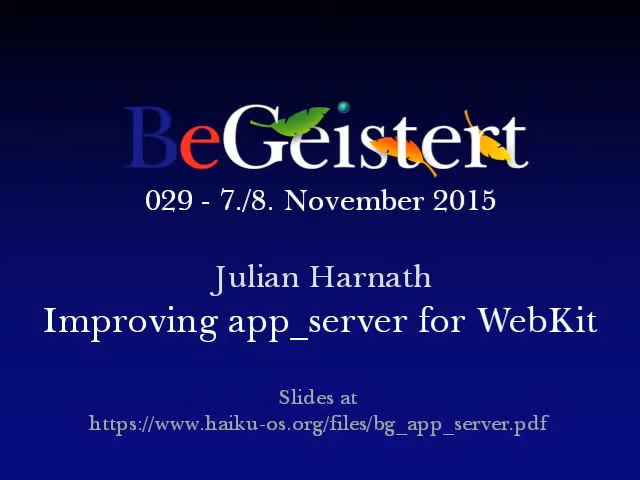 BeGeistert
029 - 7./8. November 2015
Julian Harnath
Improving app_server for WebKit
Slides at
https://www.haiku-os.org/files/bg_app_server.pdf